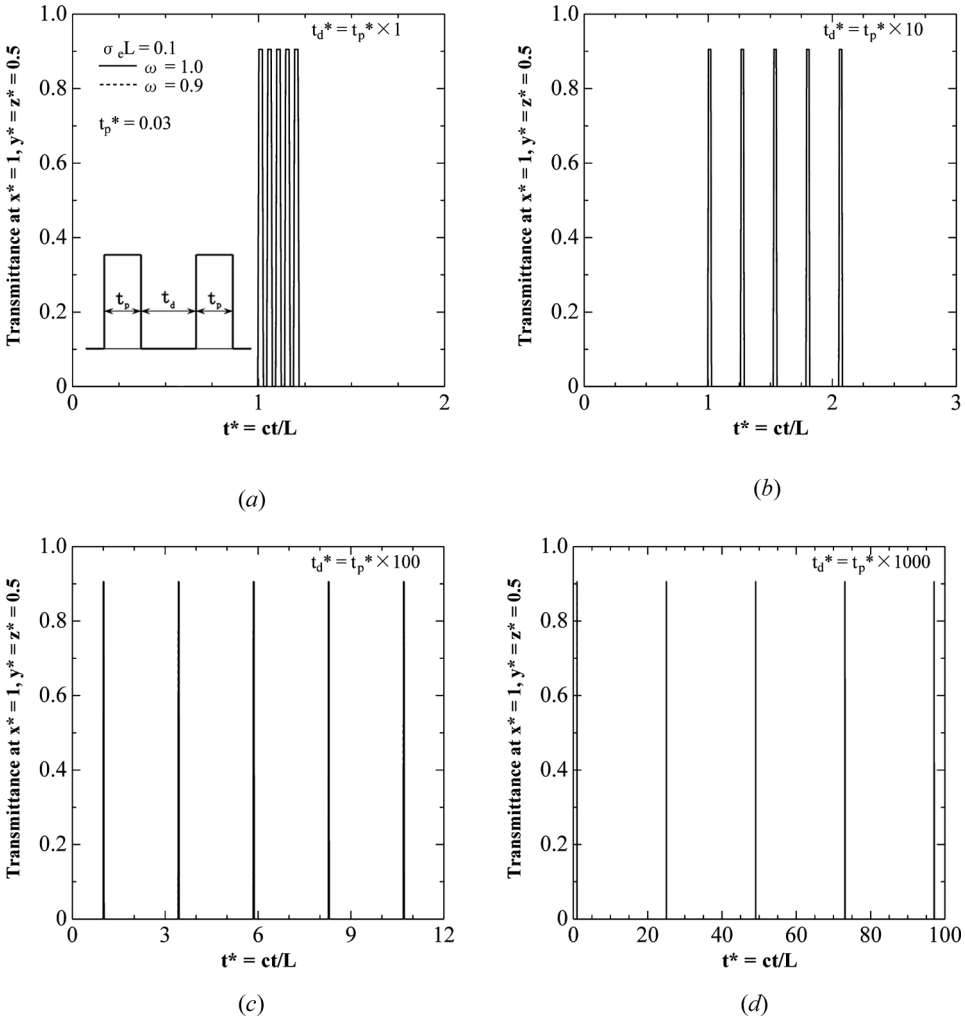 Transmittance at x* = 1, y* = z* = 0.5
1.0
0.8
0.6
0.4
0.2
0
t_d* = t_p* × 1
σ_eL = 0.1
ω = 1.0
ω = 0.9
t_p* = 0.03
t_p t_d t_p
0 1 2
t* = ct/L
(a)
Transmittance at x* = 1, y* = z* = 0.5
1.0
0.8
0.6
0.4
0.2
0
t_d* = t_p* × 10
0 1 2 3
t* = ct/L
(b)
Transmittance at x* = 1, y* = z* = 0.5
1.0
0.8
0.6
0.4
0.2
0
t_d* = t_p* × 100
0 3 6 9 12
t* = ct/L
(c)
Transmittance at x* = 1, y* = z* = 0.5
1.0
0.8
0.6
0.4
0.2
0
t_d* = t_p* × 1000
0 20 40 60 80 100
t* = ct/L
(d)